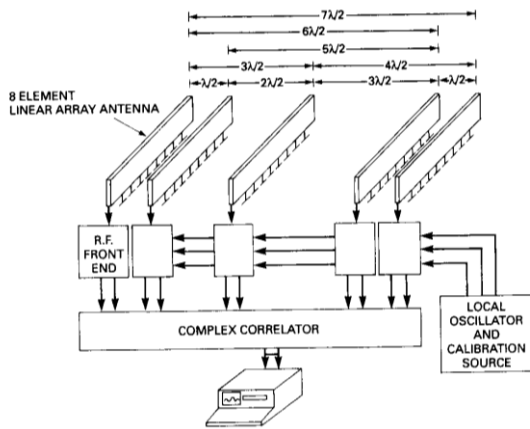 7λ/2
6λ/2
5λ/2
3λ/2 4λ/2
λ/2 2λ/2 3λ/2 λ/2
8 ELEMENT
LINEAR ARRAY ANTENNA
R.F.
FRONT
END
COMPLEX CORRELATOR
LOCAL
OSCILLATOR
AND
CALIBRATION
SOURCE